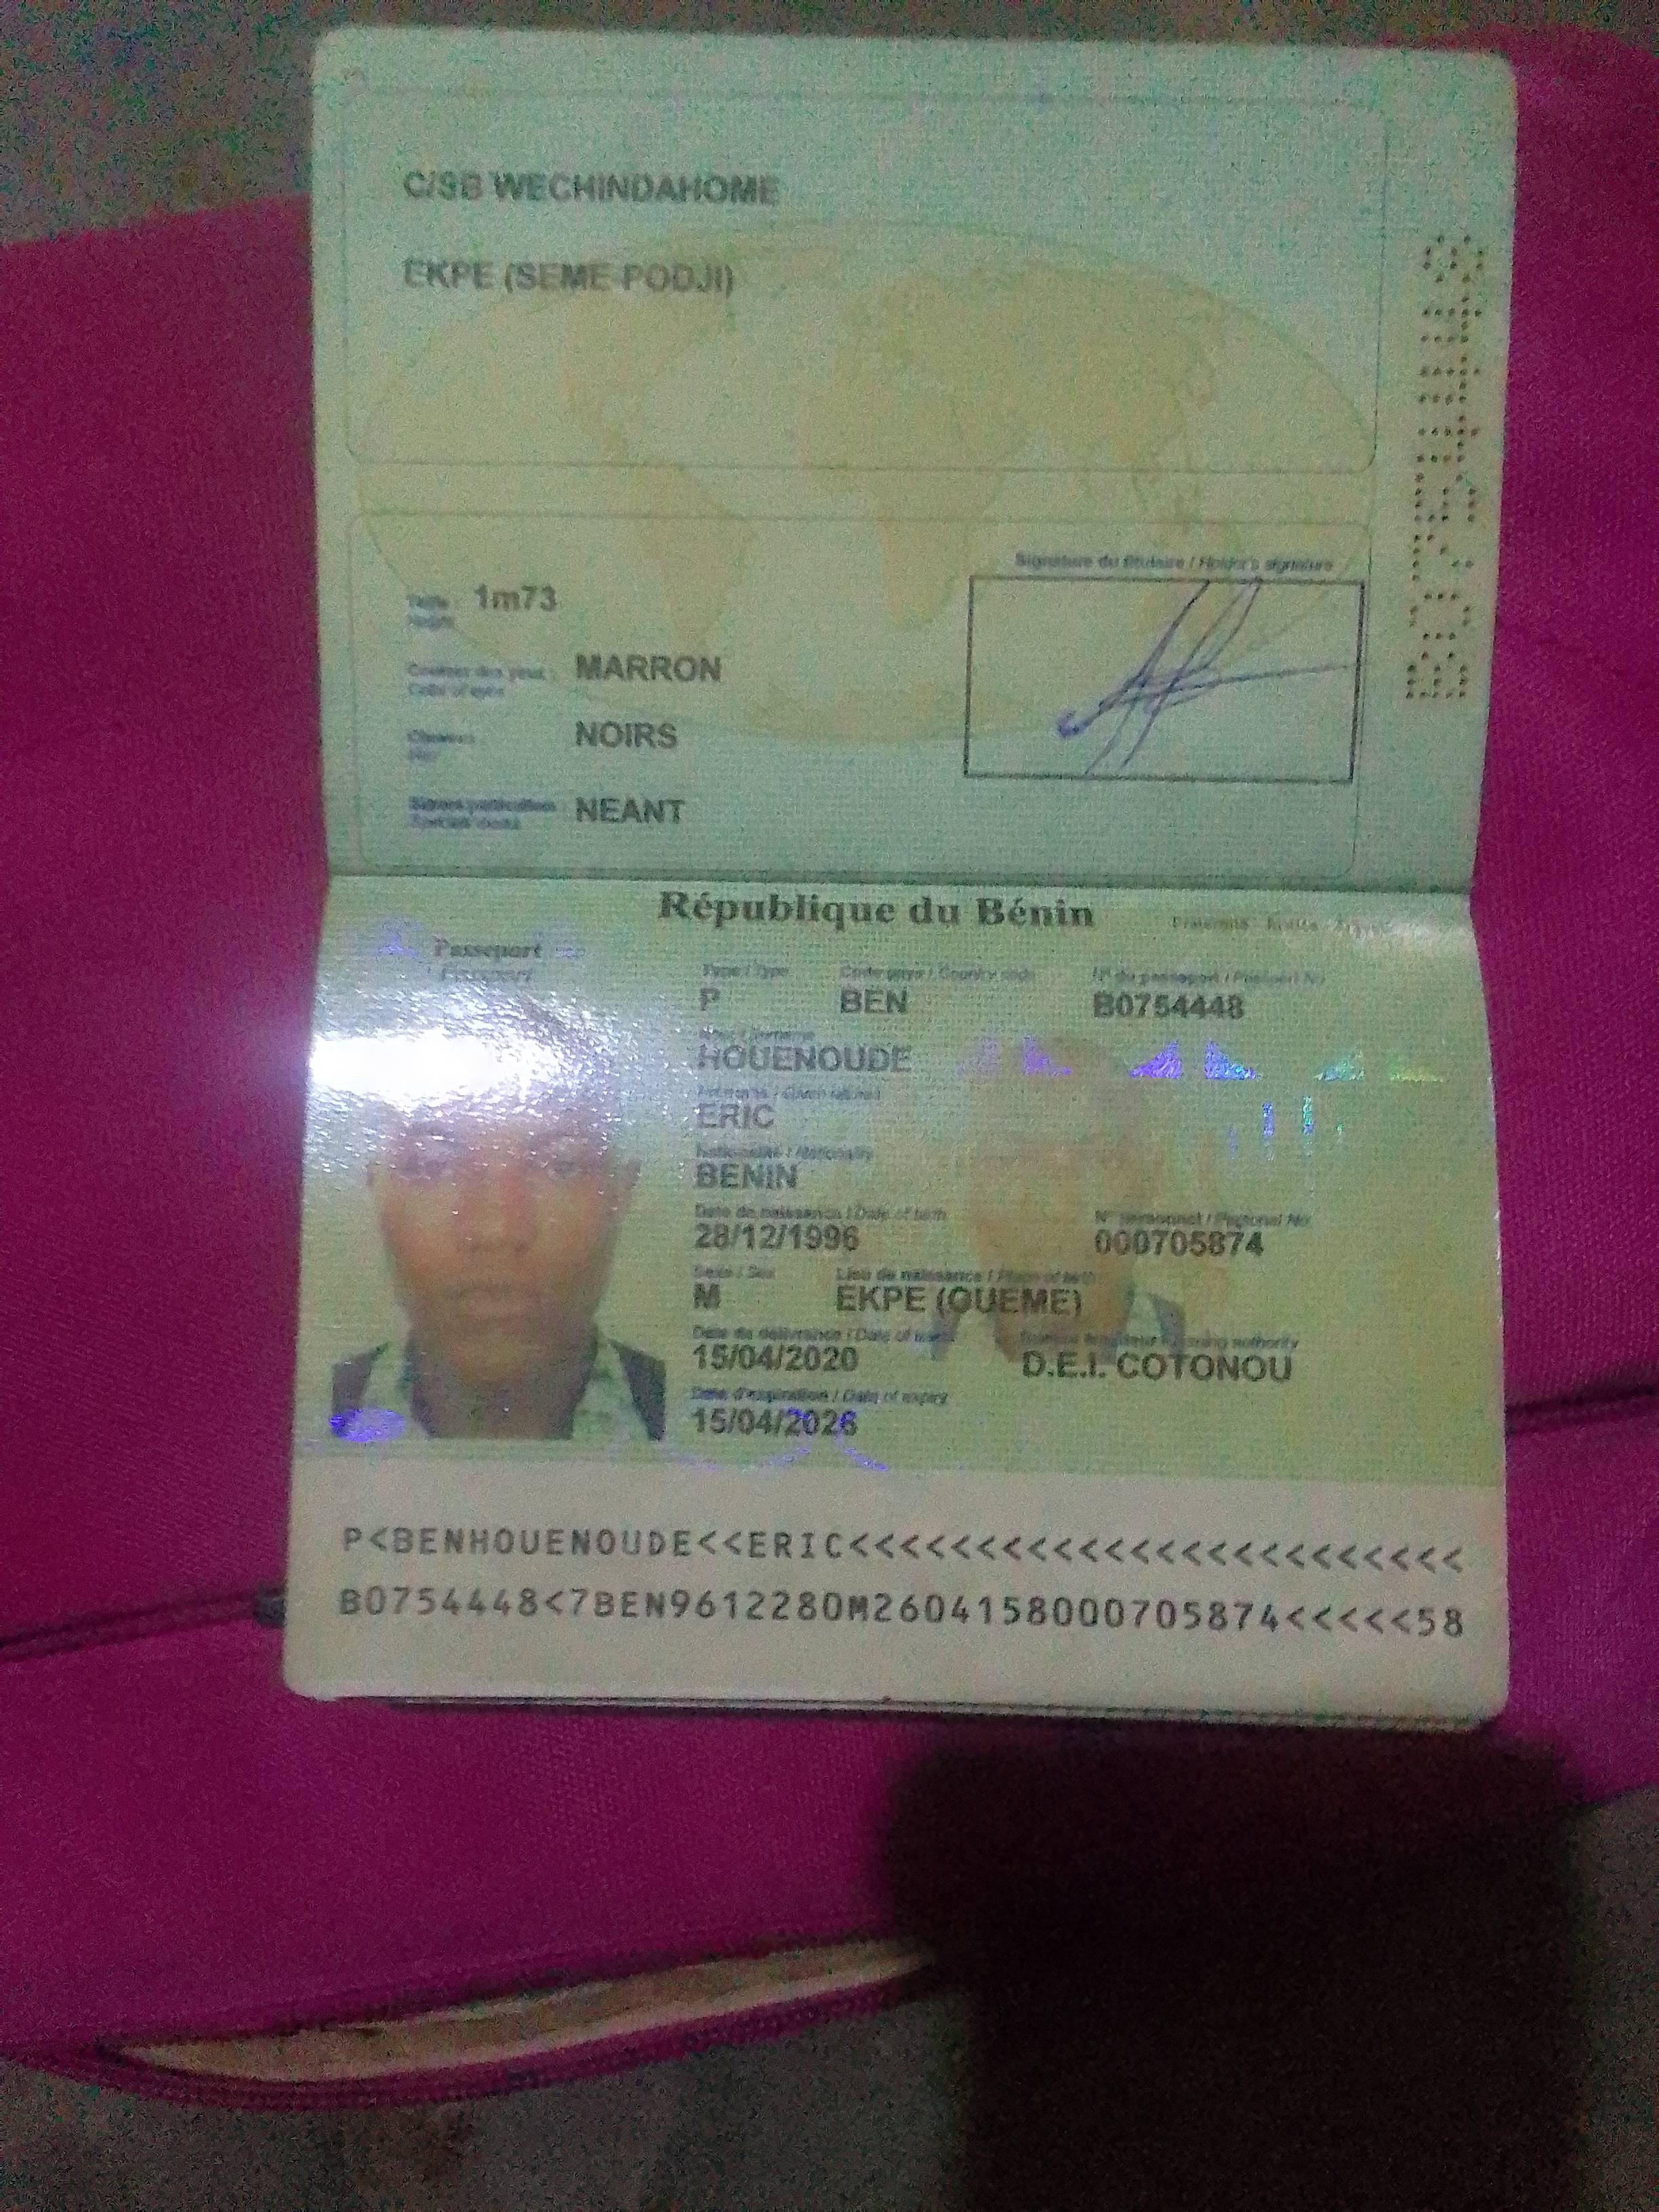 C/SB WECHINDAHOME
EKPE (SEME-PODJI)
Signature du titulaire / Holder's signature
Taille 1m73
Height
Couleur des yeux : MARRON
Color of eyes
Cheveux NOIRS
Signes particuliers : NEANT
B0754448
République du Bénin
Fraternité Justice Travail
Passeport
Passport
Type / Type Code pays / Country code N° du passeport / Passport No
P BEN B0754448
Nom / Surname
HOUENOUDE
Prénoms / Given names
ERIC
Nationalité / Nationality
BENIN
Date de naissance / Date of birth N° personnel / Personal No
28/12/1996 000705874
Sexe / Sex Lieu de naissance / Place of birth
M EKPE (OUEME)
Date de délivrance / Date of issue issuing authority
15/04/2020 D.E.I. COTONOU
Date d'expiration / Date of expiry
15/04/2026
P<BENHOUENOUDE<<ERIC<<<<<<<<<<<<<<<<<<<<<<<<
B0754448<7BEN9612280M2604158000705874<<<<<58